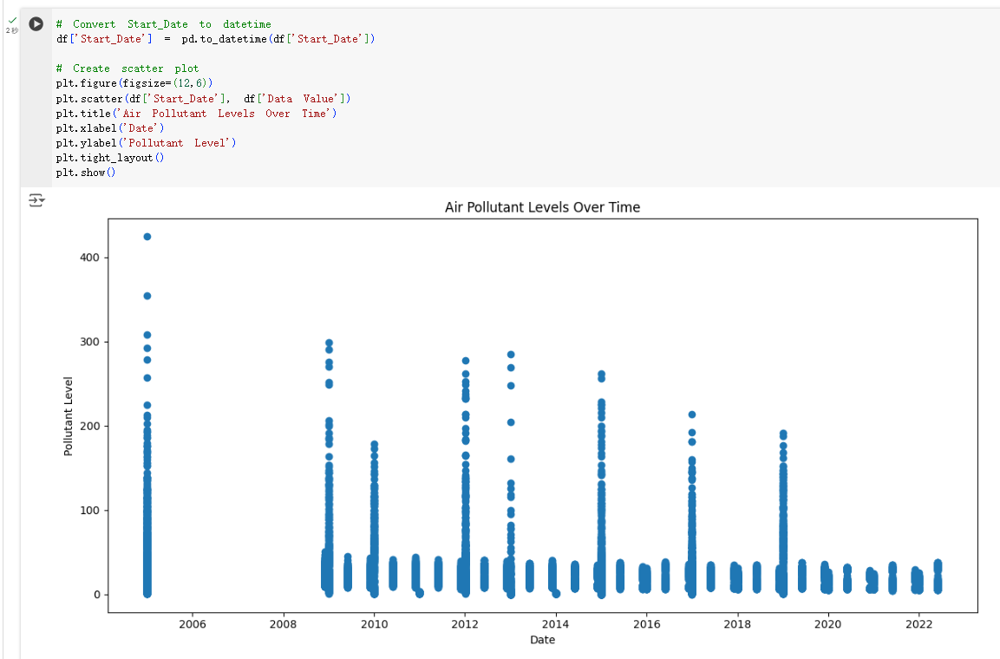 # Convert Start_Date to datetime
df['Start_Date'] = pd.to_datetime(df['Start_Date'])
# Create scatter plot
plt.figure(figsize=(12,6))
plt.scatter(df['Start_Date'], df['Data Value'])
plt.title('Air Pollutant Levels Over Time')
plt.xlabel('Date')
plt.ylabel('Pollutant Level')
plt.tight_layout()
plt.show()
2秒
Air Pollutant Levels Over Time
400
300
200
100
0
Pollutant Level
2006 2008 2010 2012 2014 2016 2018 2020 2022
Date